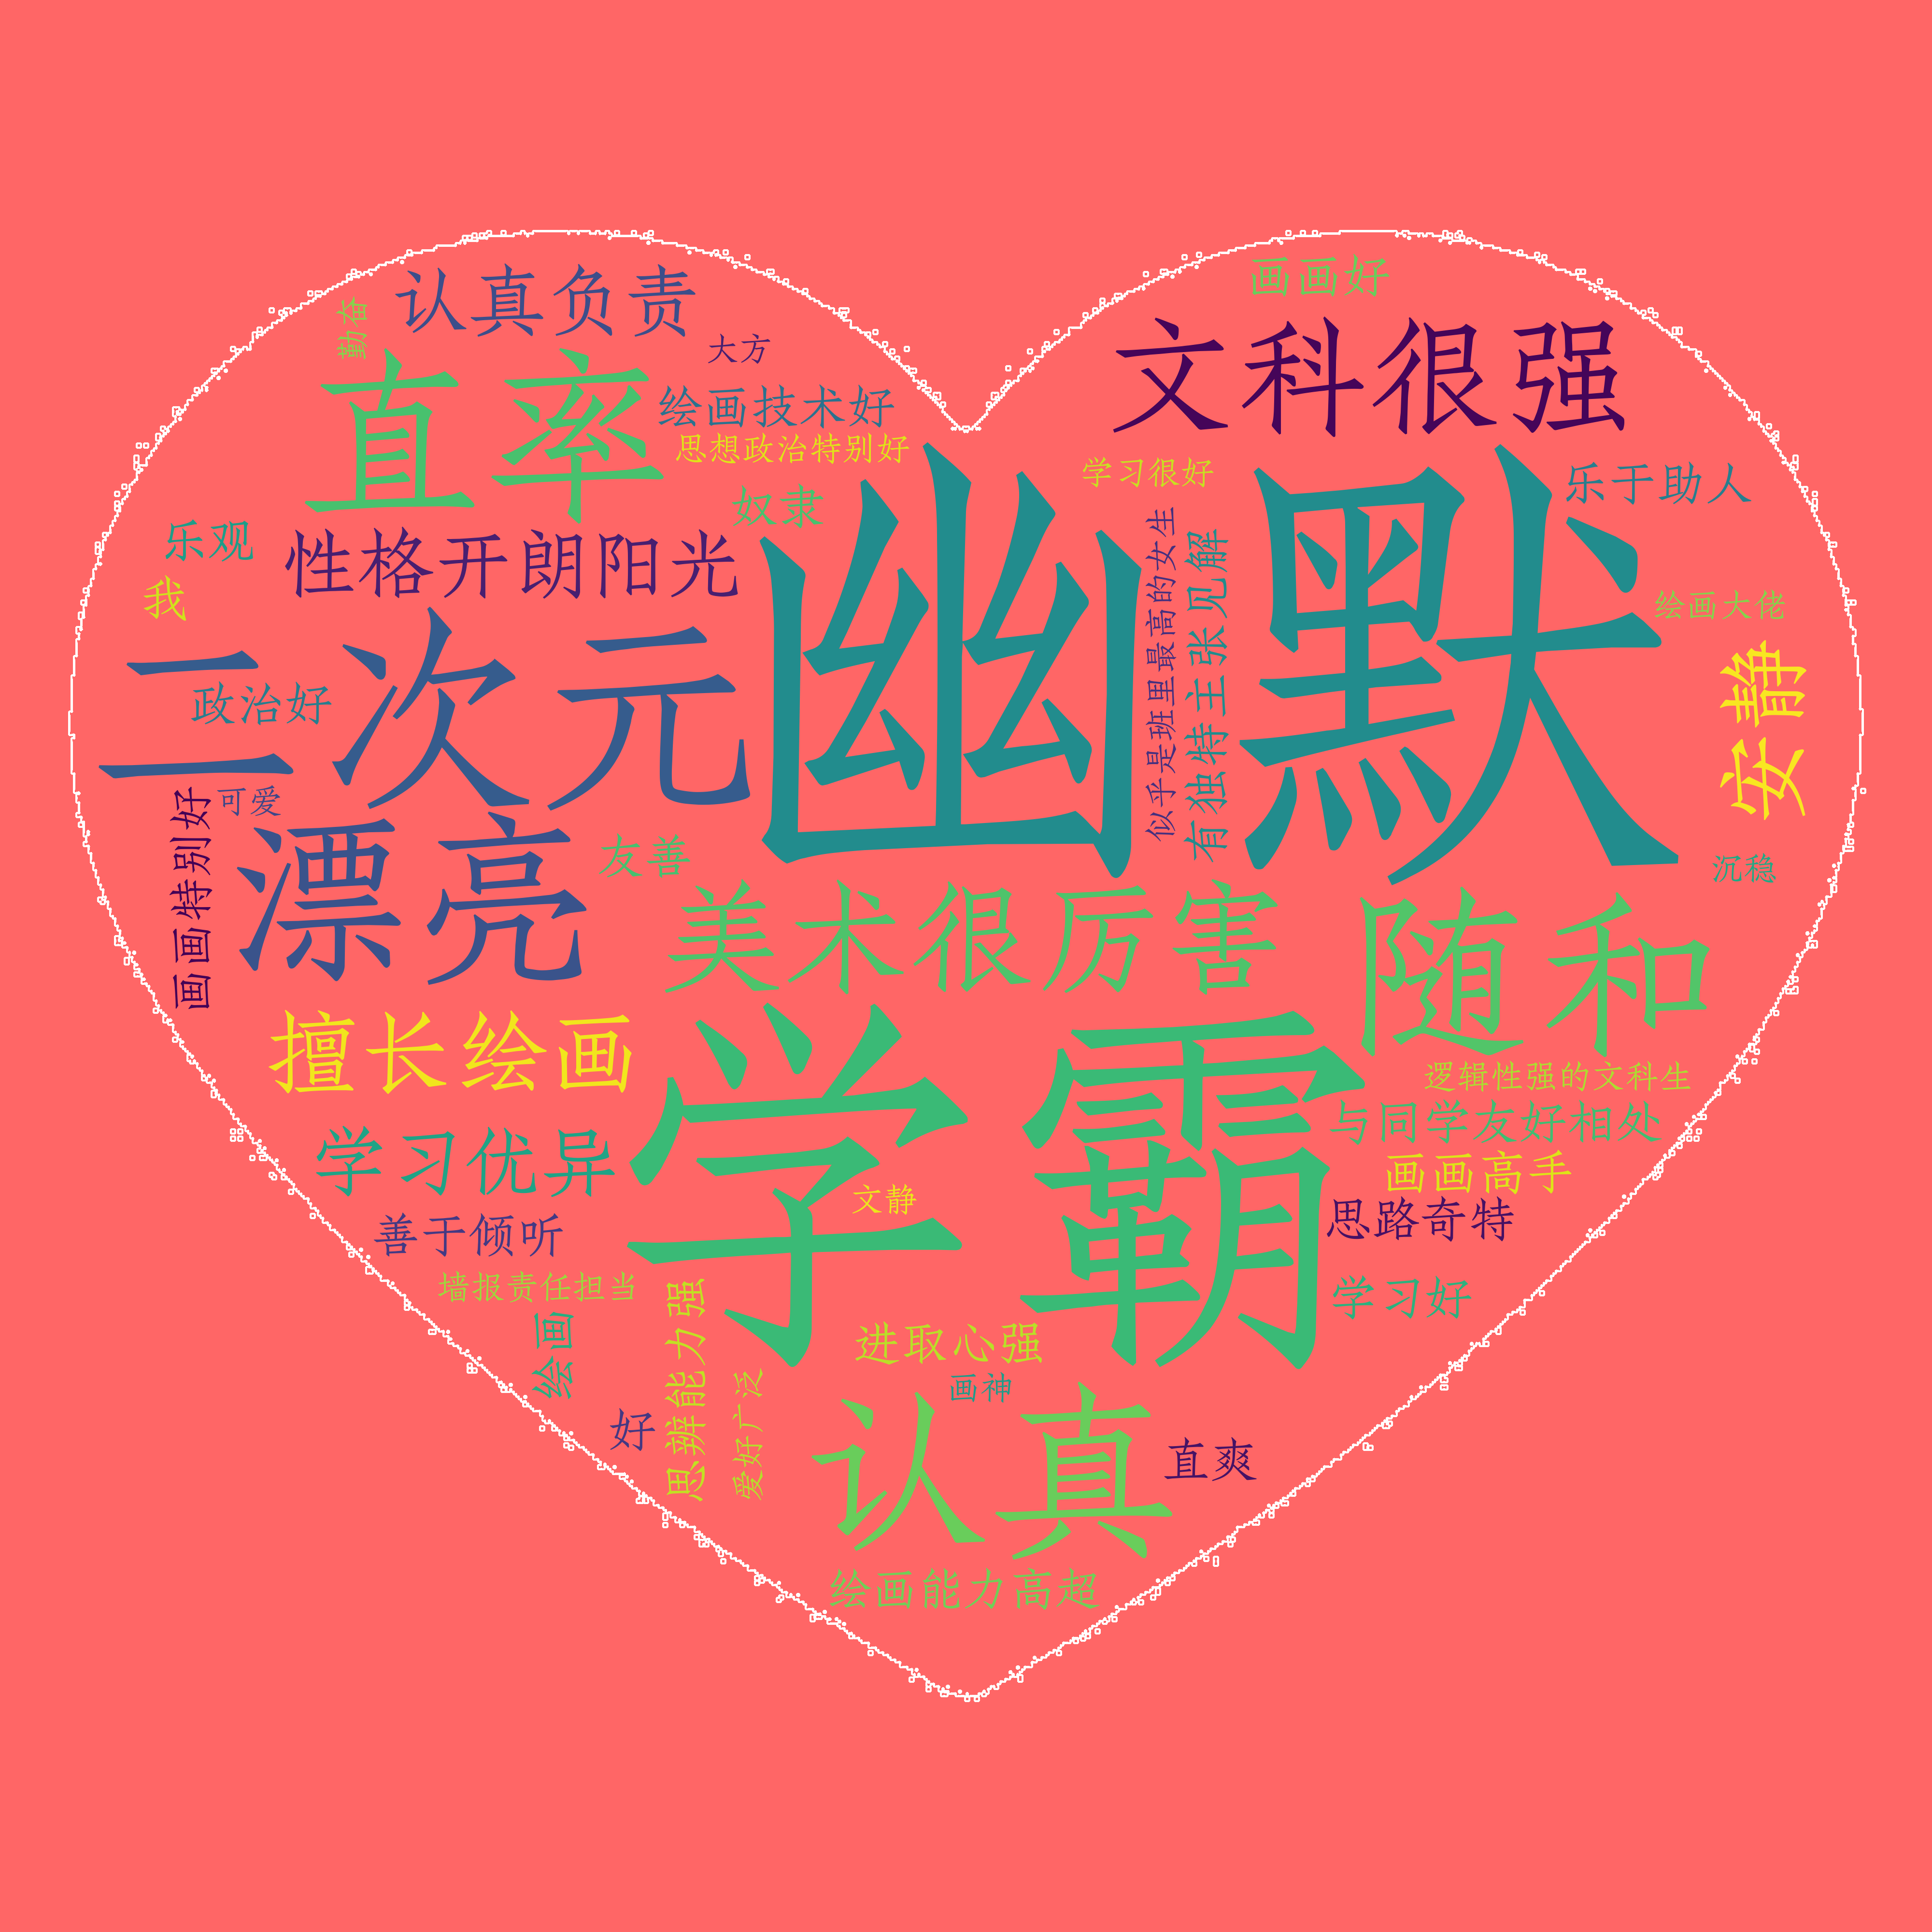 画画好
认真负责
勤奋
大方
文科很强
直率
绘画技术好
思想政治特别好
学习很好
乐于助人
奴隶
幽默
乐观
性格开朗阳光
我
似乎是班里最高的女生
有独特主张见解
绘画大佬
二次元
政治好
安静
可爱
画画特别好
漂亮
友善
沉稳
美术很厉害
随和
擅长绘画
学霸
逻辑性强的文科生
与同学友好相处
学习优异
画画高手
文静
思路奇特
善于倾听
墙报责任担当
学习好
绘画
思辨能力强
进取心强
爱好广泛
画神
好
认真
直爽
绘画能力高超